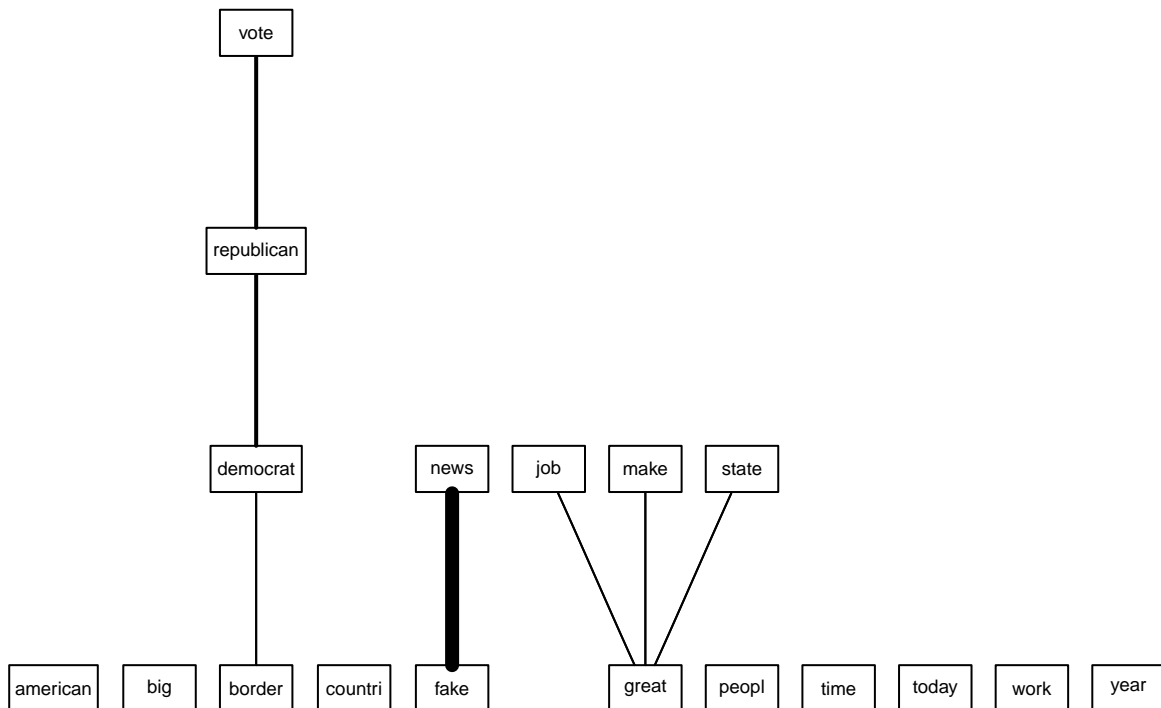 vote
republican
democrat
news
job
make
state
american
big
border
countri
fake
great
peopl
time
today
work
year